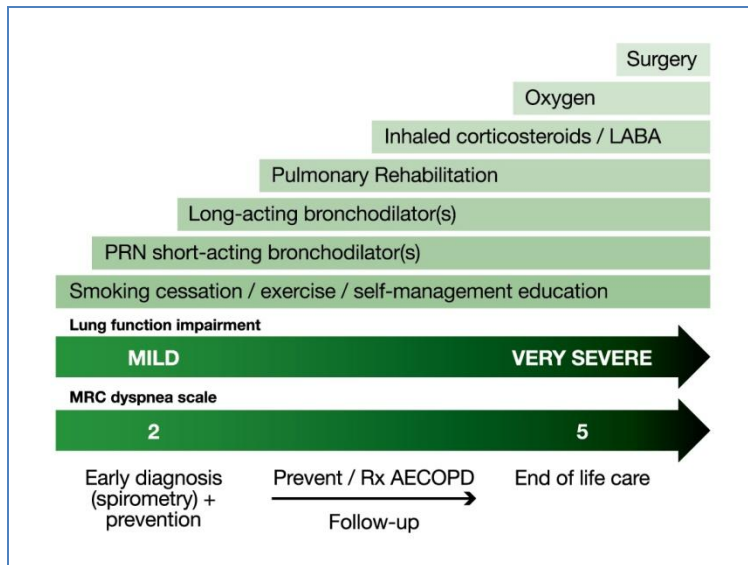 Surgery
Oxygen
Inhaled corticosteroids / LABA
Pulmonary Rehabilitation
Long-acting bronchodilator(s)
PRN short-acting bronchodilator(s)
Smoking cessation / exercise / self-management education
Lung function impairment
MILD VERY SEVERE
MRC dyspnea scale
2 5
Early diagnosis
(spirometry) +
prevention
Prevent / Rx AECOPD
Follow-up
End of life care